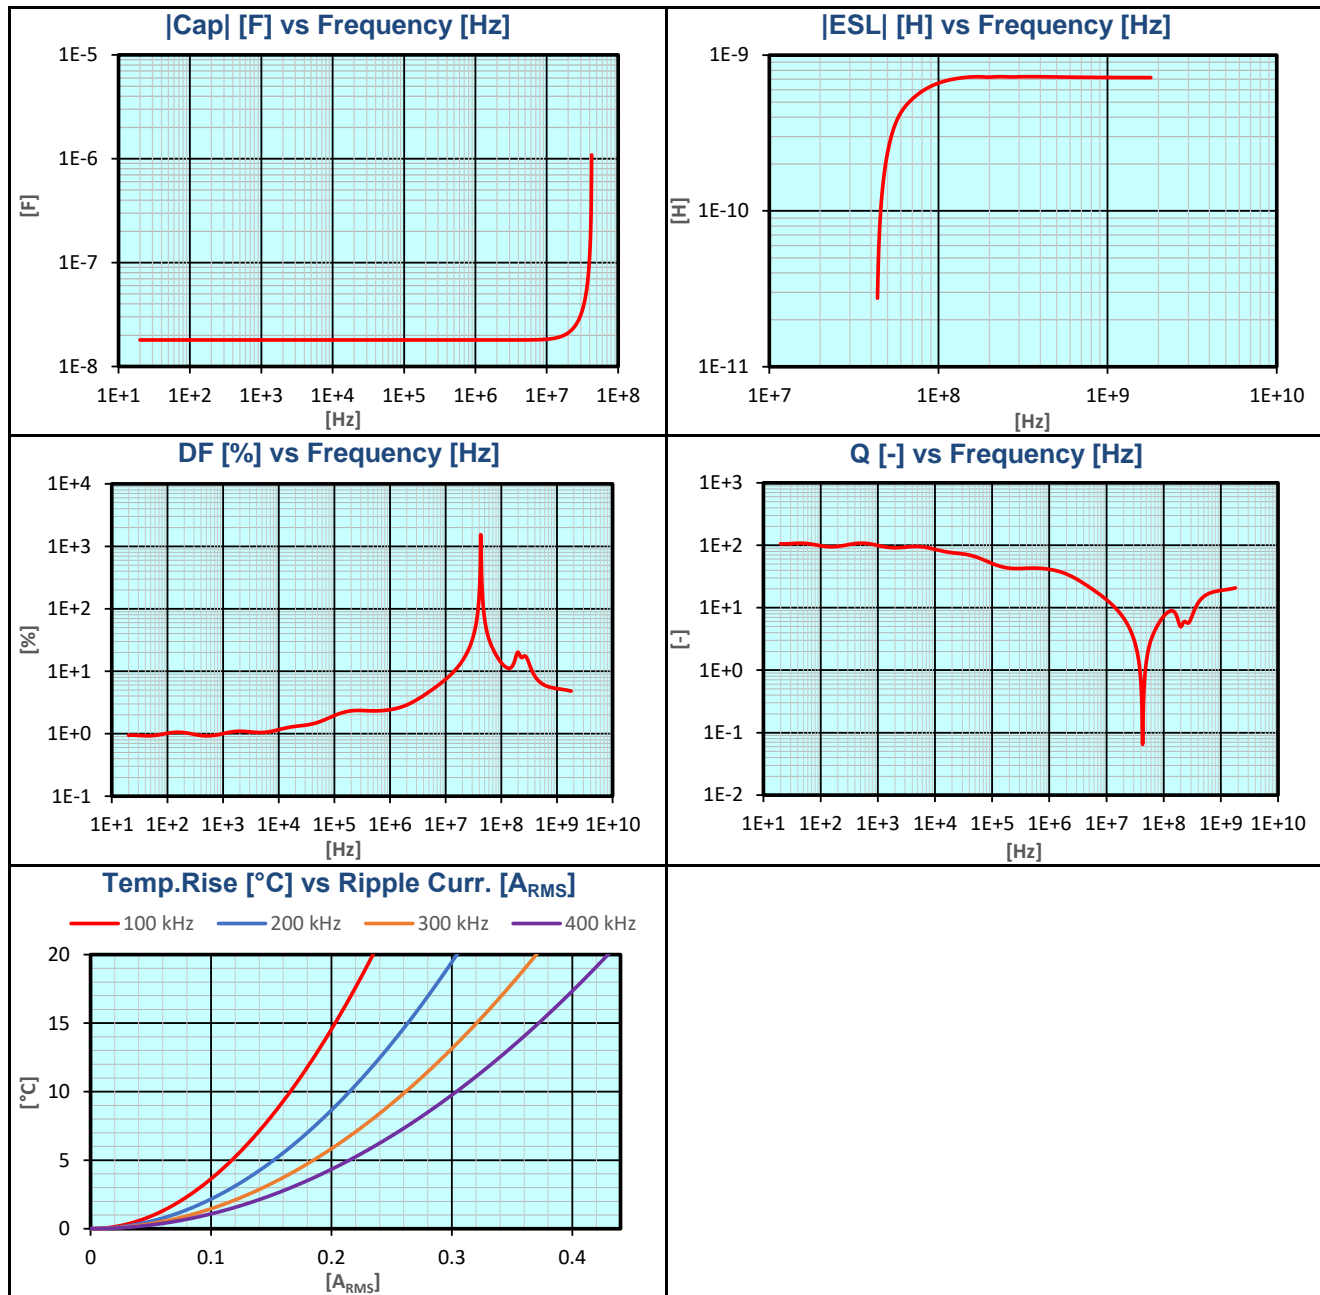 |Cap| [F] vs Frequency [Hz]
1E-5
1E-6
1E-7
1E-8
[F]
1E+1 1E+2 1E+3 1E+4 1E+5 1E+6 1E+7 1E+8
[Hz]
|ESL| [H] vs Frequency [Hz]
1E-9
1E-10
1E-11
[H]
1E+7 1E+8 1E+9 1E+10
[Hz]
DF [%] vs Frequency [Hz]
1E+4
1E+3
1E+2
1E+1
1E+0
1E-1
[%]
1E+1 1E+2 1E+3 1E+4 1E+5 1E+6 1E+7 1E+8 1E+9 1E+10
[Hz]
Q [-] vs Frequency [Hz]
1E+3
1E+2
1E+1
1E+0
1E-1
1E-2
[-]
1E+1 1E+2 1E+3 1E+4 1E+5 1E+6 1E+7 1E+8 1E+9 1E+10
[Hz]
Temp.Rise [°C] vs Ripple Curr. [ARMS]
100 kHz 200 kHz 300 kHz 400 kHz
20
15
10
5
0
[°C]
0 0.1 0.2 0.3 0.4
[ARMS]